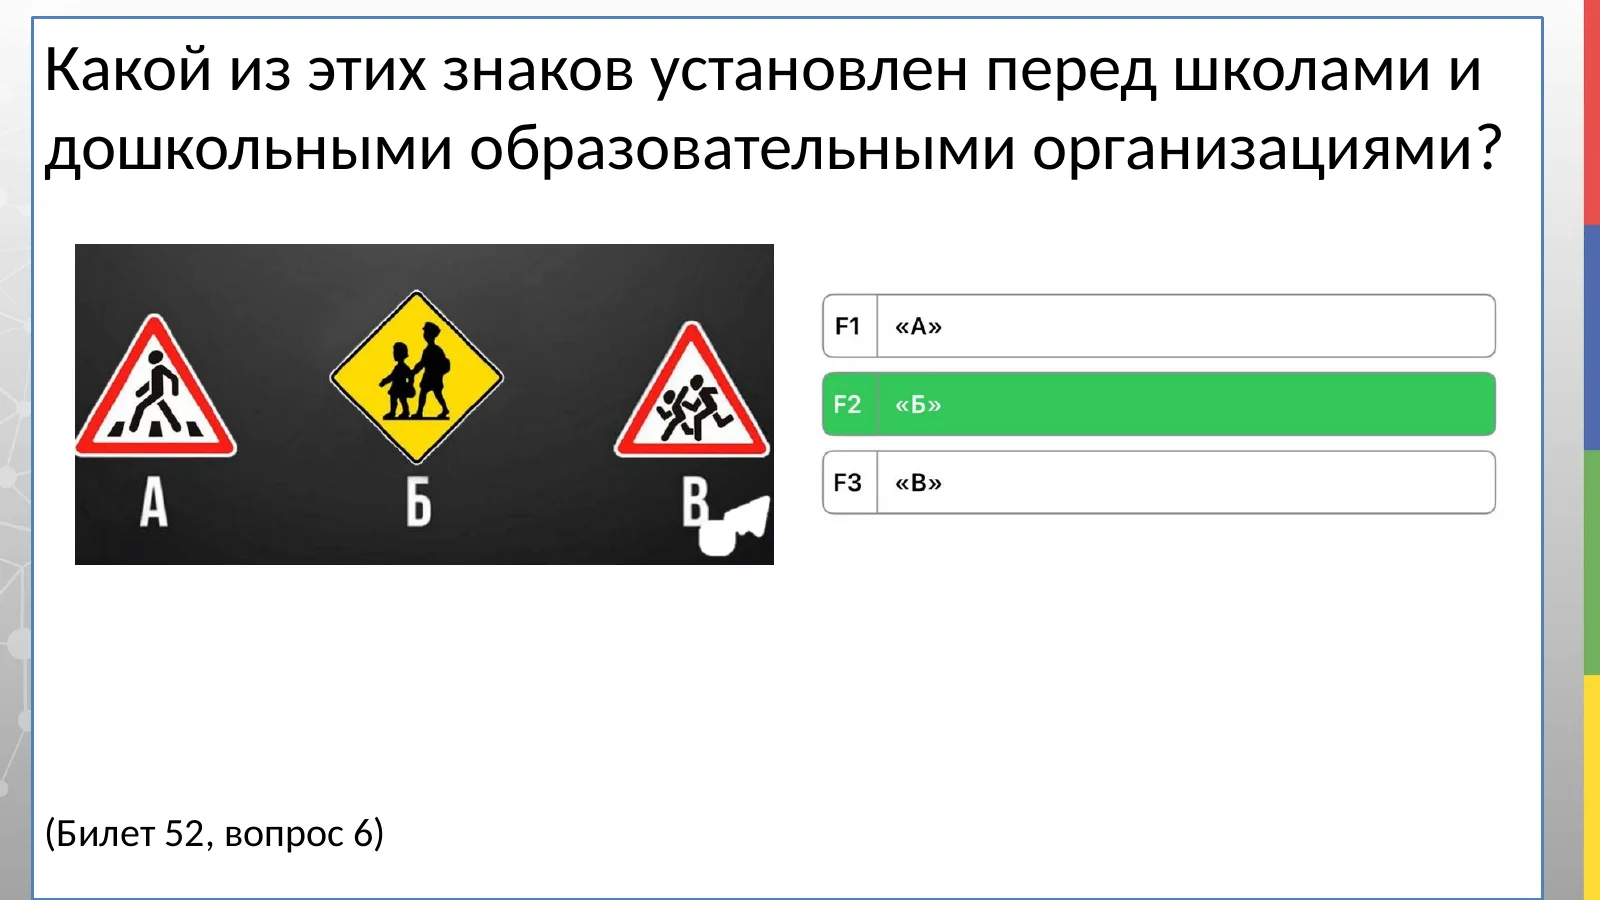 Какой из этих знаков установлен перед школами и
дошкольными образовательными организациями?
А
Б
В
F1 «А»
F2 «Б»
F3 «В»
(Билет 52, вопрос 6)